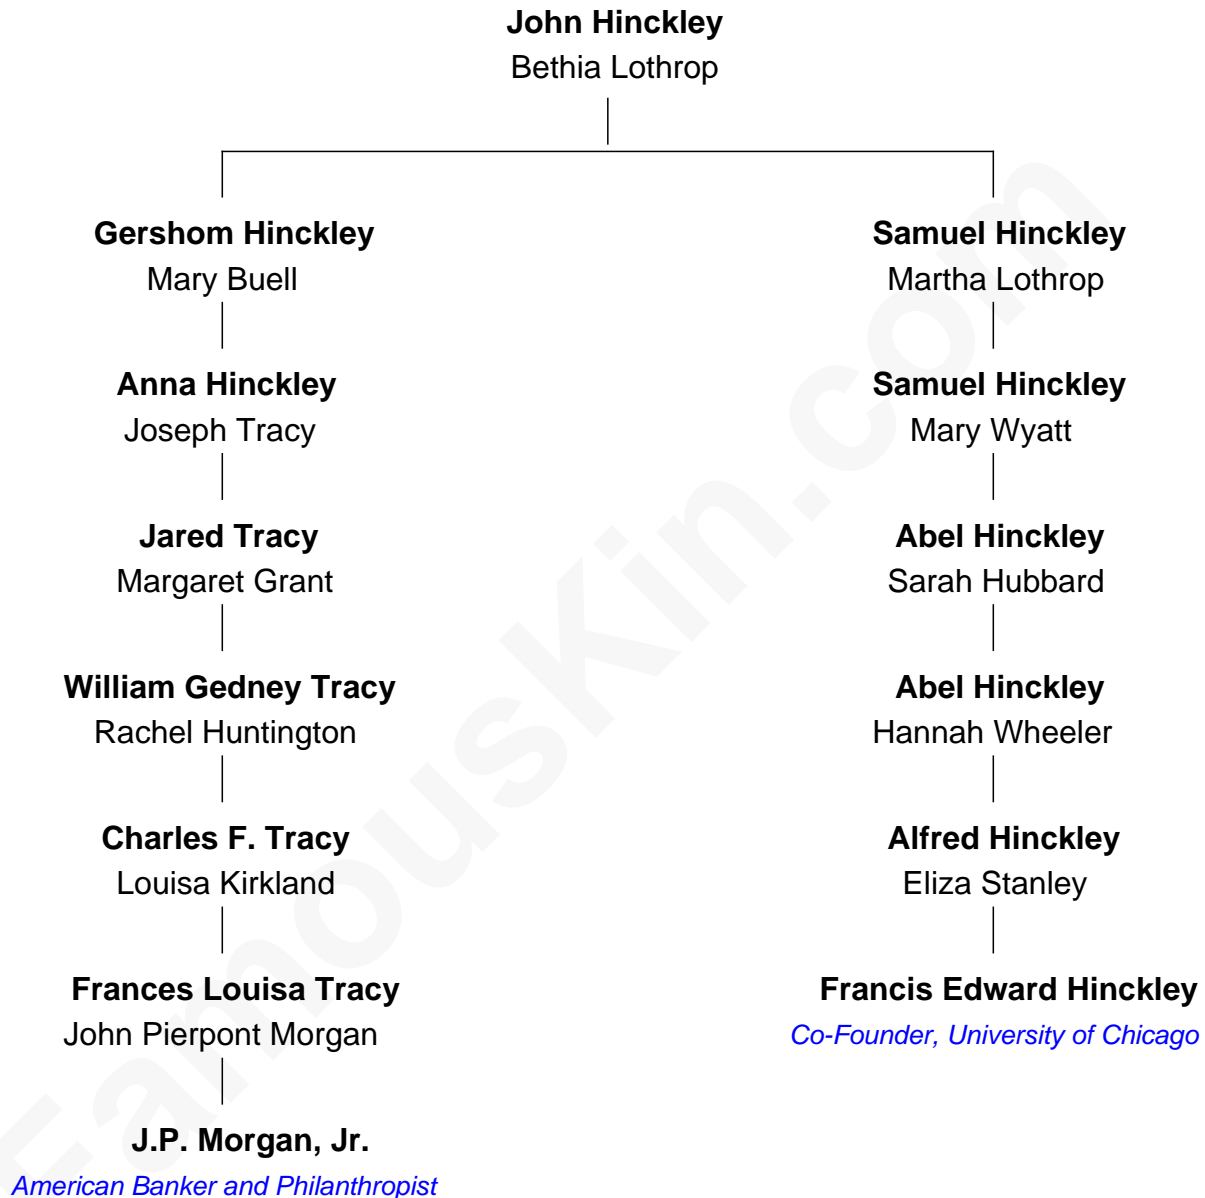 John Hinckley
Bethia Lothrop
Gershom Hinckley
Mary Buell
Samuel Hinckley
Martha Lothrop
Anna Hinckley
Joseph Tracy
Samuel Hinckley
Mary Wyatt
Jared Tracy
Margaret Grant
Abel Hinckley
Sarah Hubbard
William Gedney Tracy
Rachel Huntington
Abel Hinckley
Hannah Wheeler
Charles F. Tracy
Louisa Kirkland
Alfred Hinckley
Eliza Stanley
Frances Louisa Tracy
John Pierpont Morgan
Francis Edward Hinckley
Co-Founder, University of Chicago
J.P. Morgan, Jr.
American Banker and Philanthropist
FamousKin.com